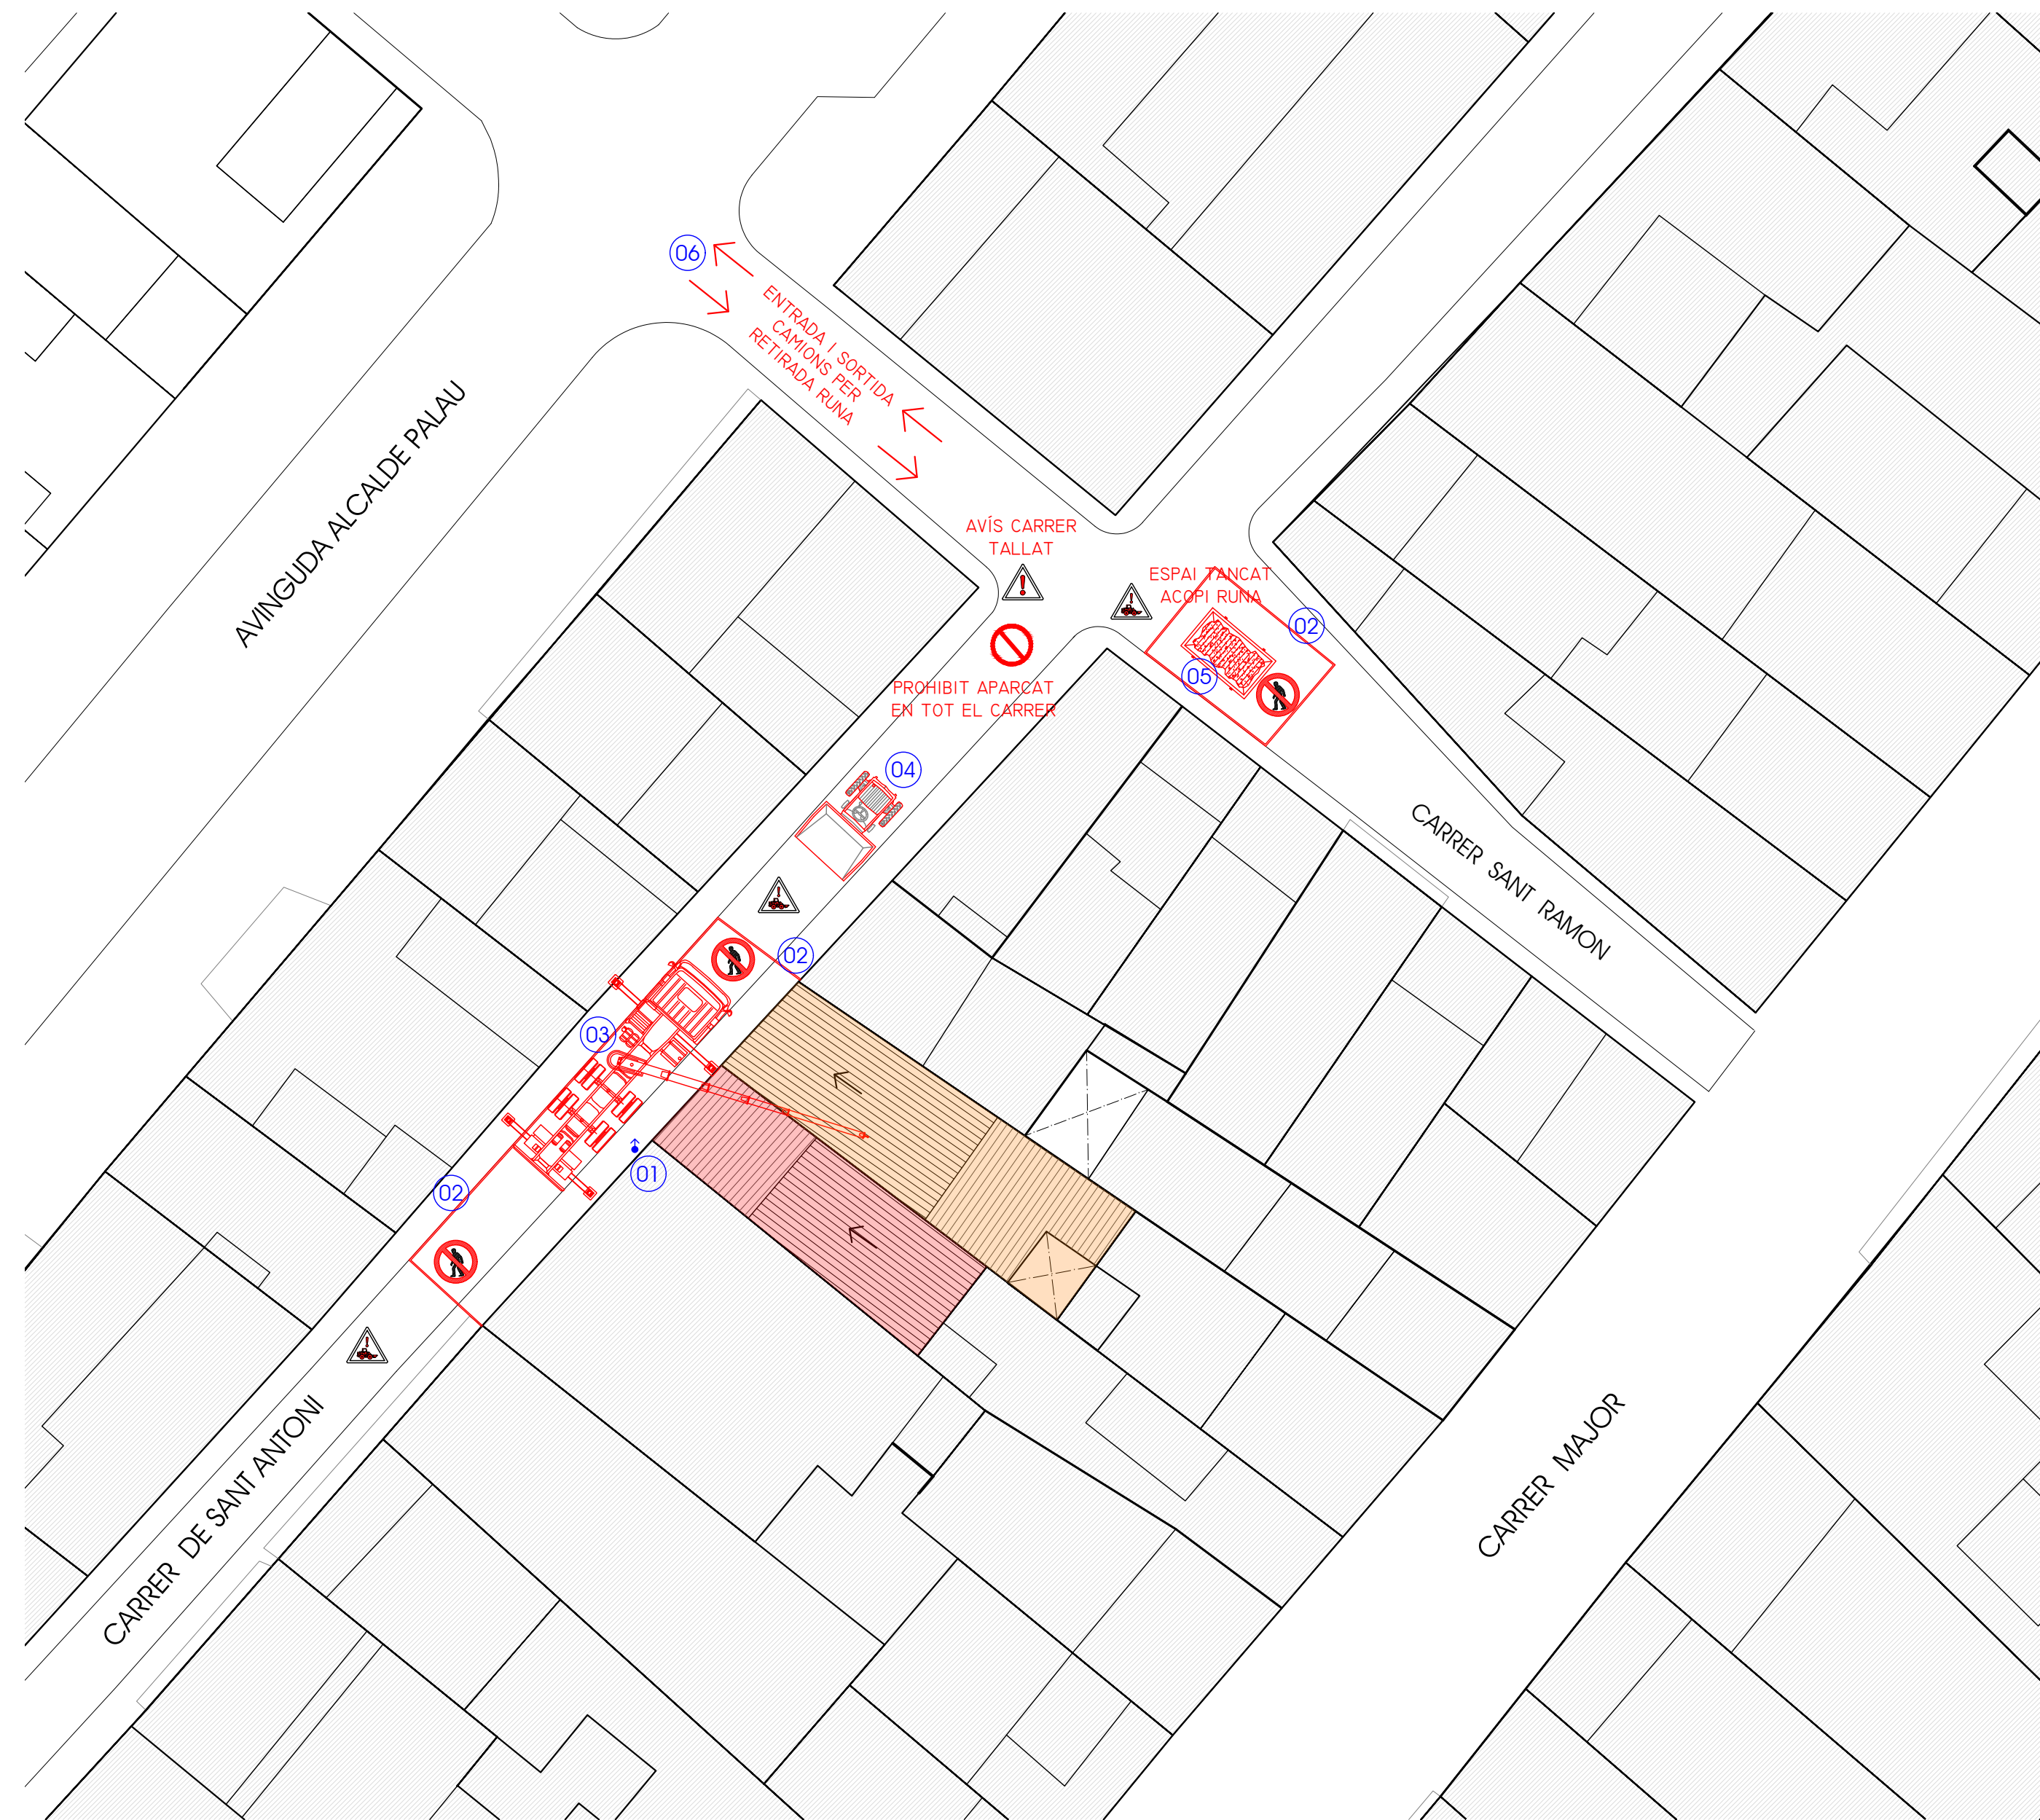 06
ENTRADA I SORTIDA
CAMIONS PER
RETIRADA RUNA
AVINGUDA ALCALDE PALAU
AVÍS CARRER
TALLAT
ESPAI TANCAT
ACOPI RUNA
02
05
PROHIBIT APARCAT
EN TOT EL CARRER
04
CARRER SANT RAMON
02
03
01
02
CARRER DE SANT ANTONI
CARRER MAJOR